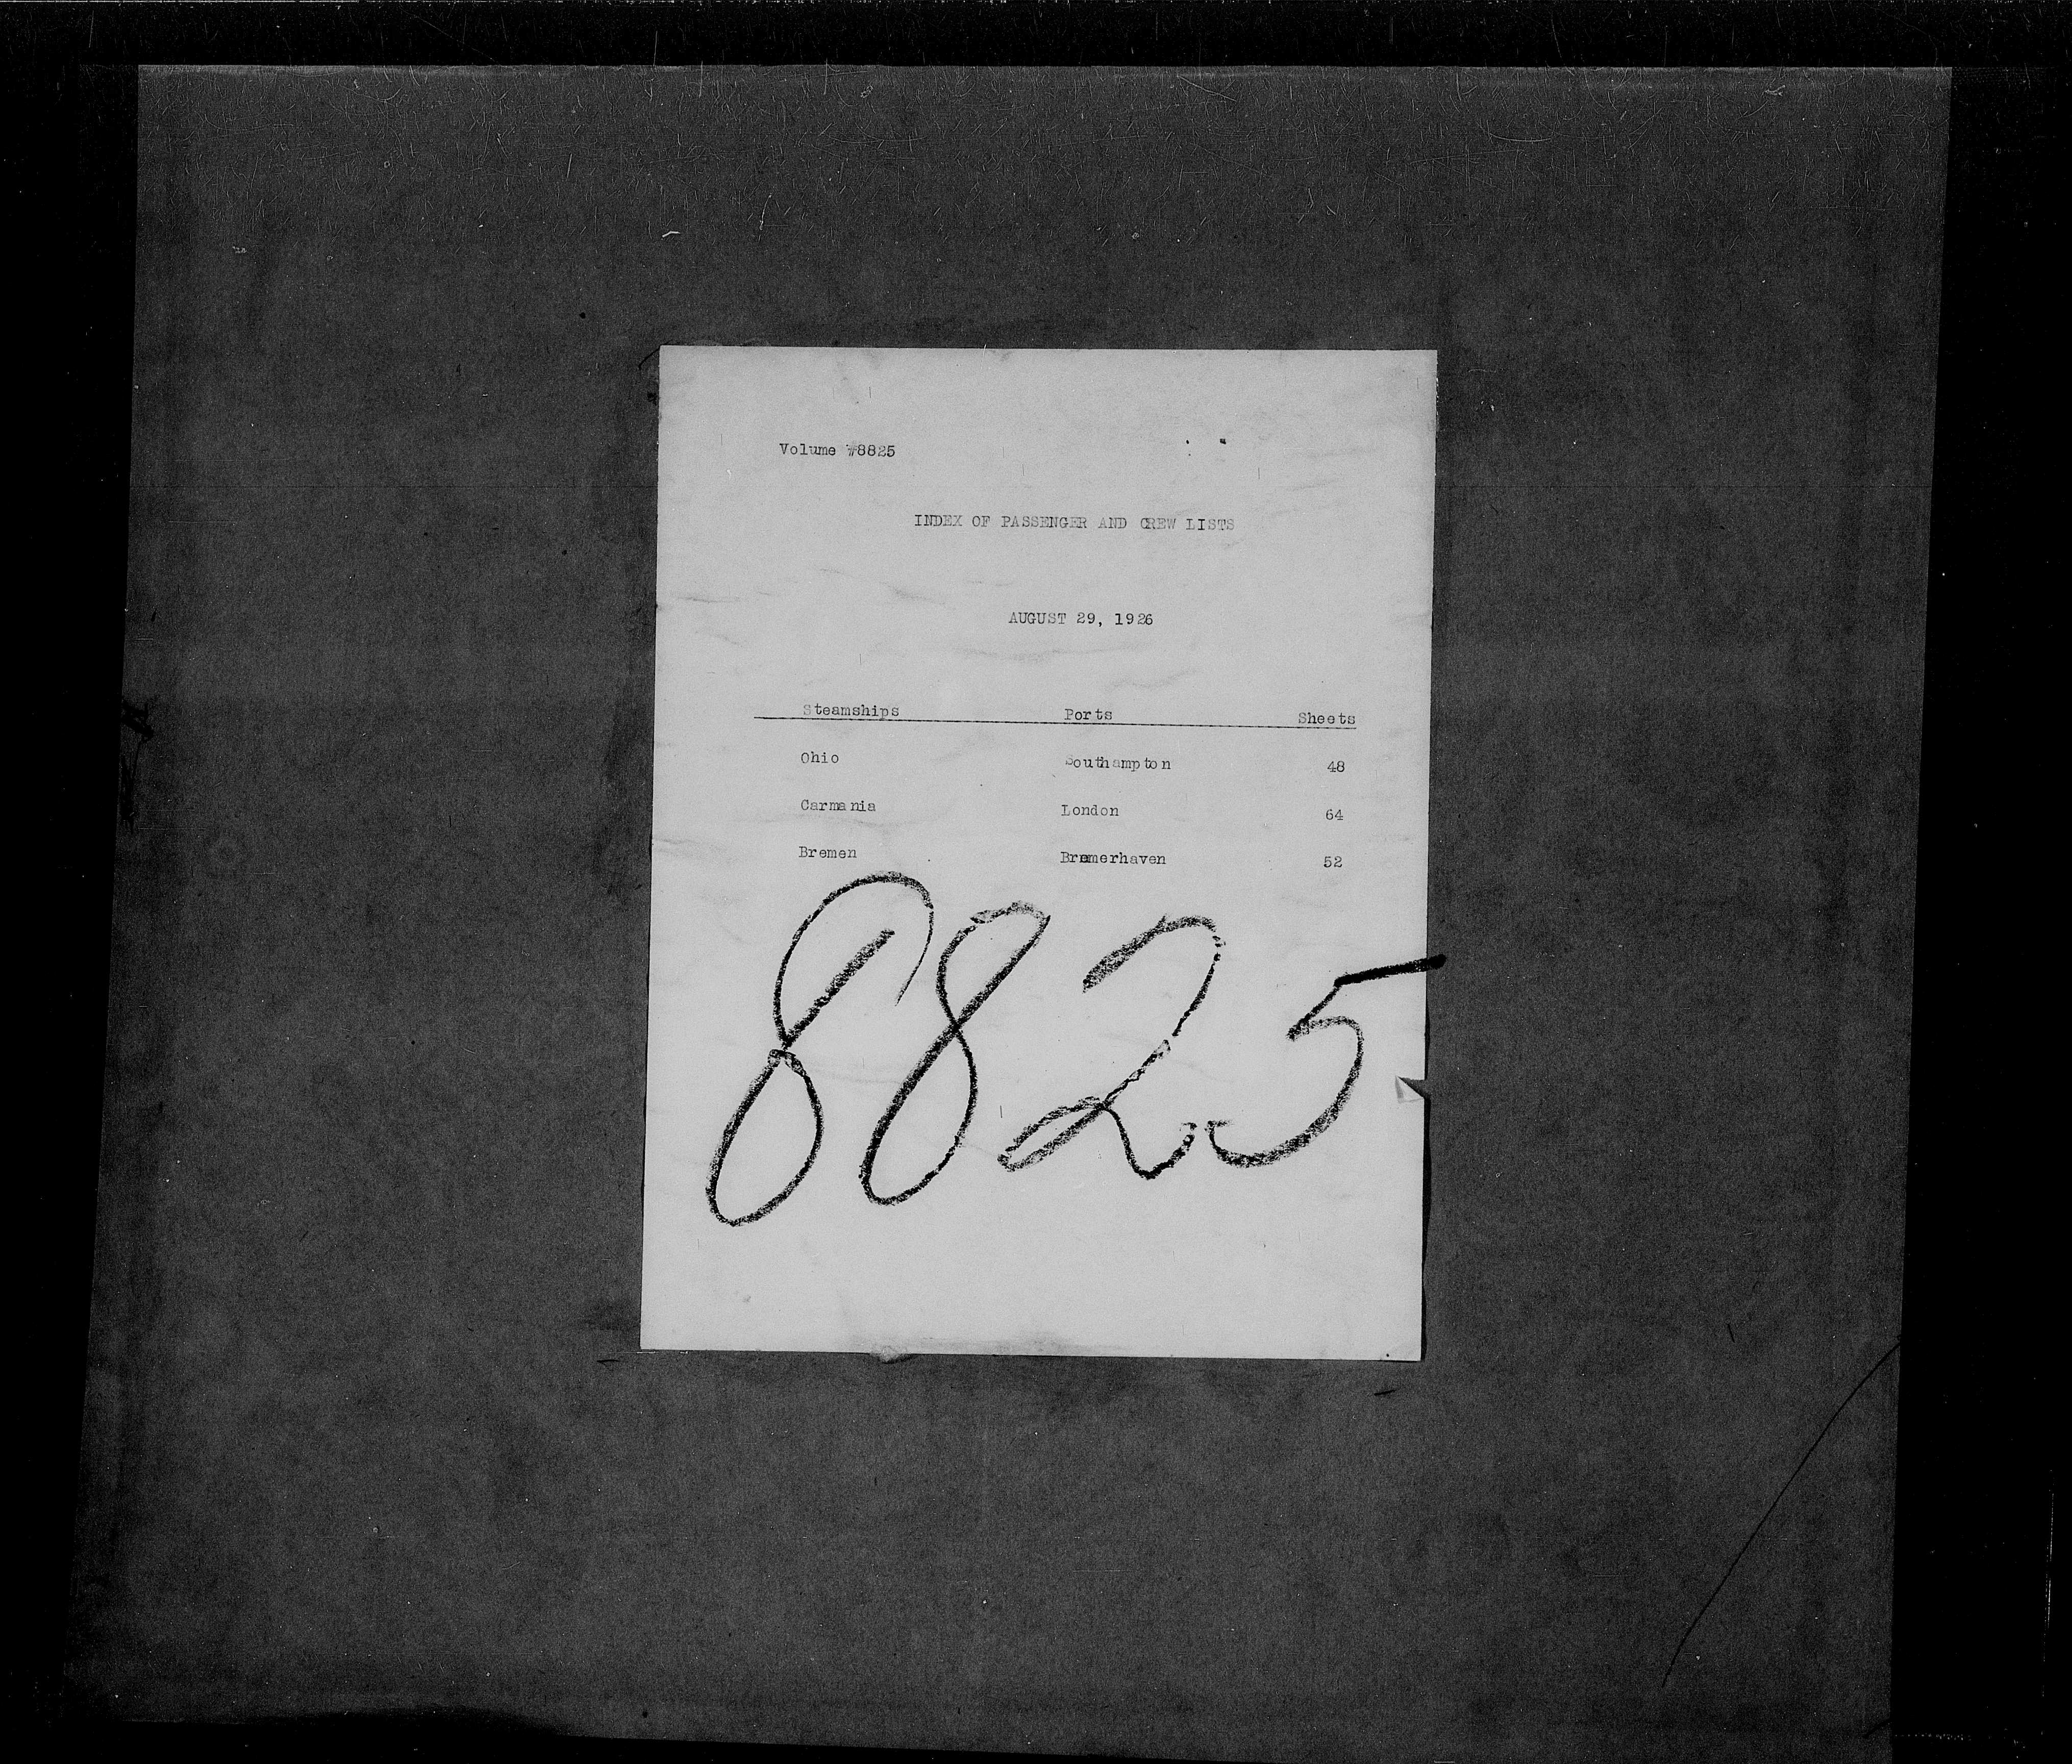 Volume #8825
INDEX OF PASSENGER AND CREW LISTS
AUGUST 29, 1926
Steamships Ports Sheets
Ohio Southampton 48
Carmania London 64
Bremen Bremerhaven 52
8825